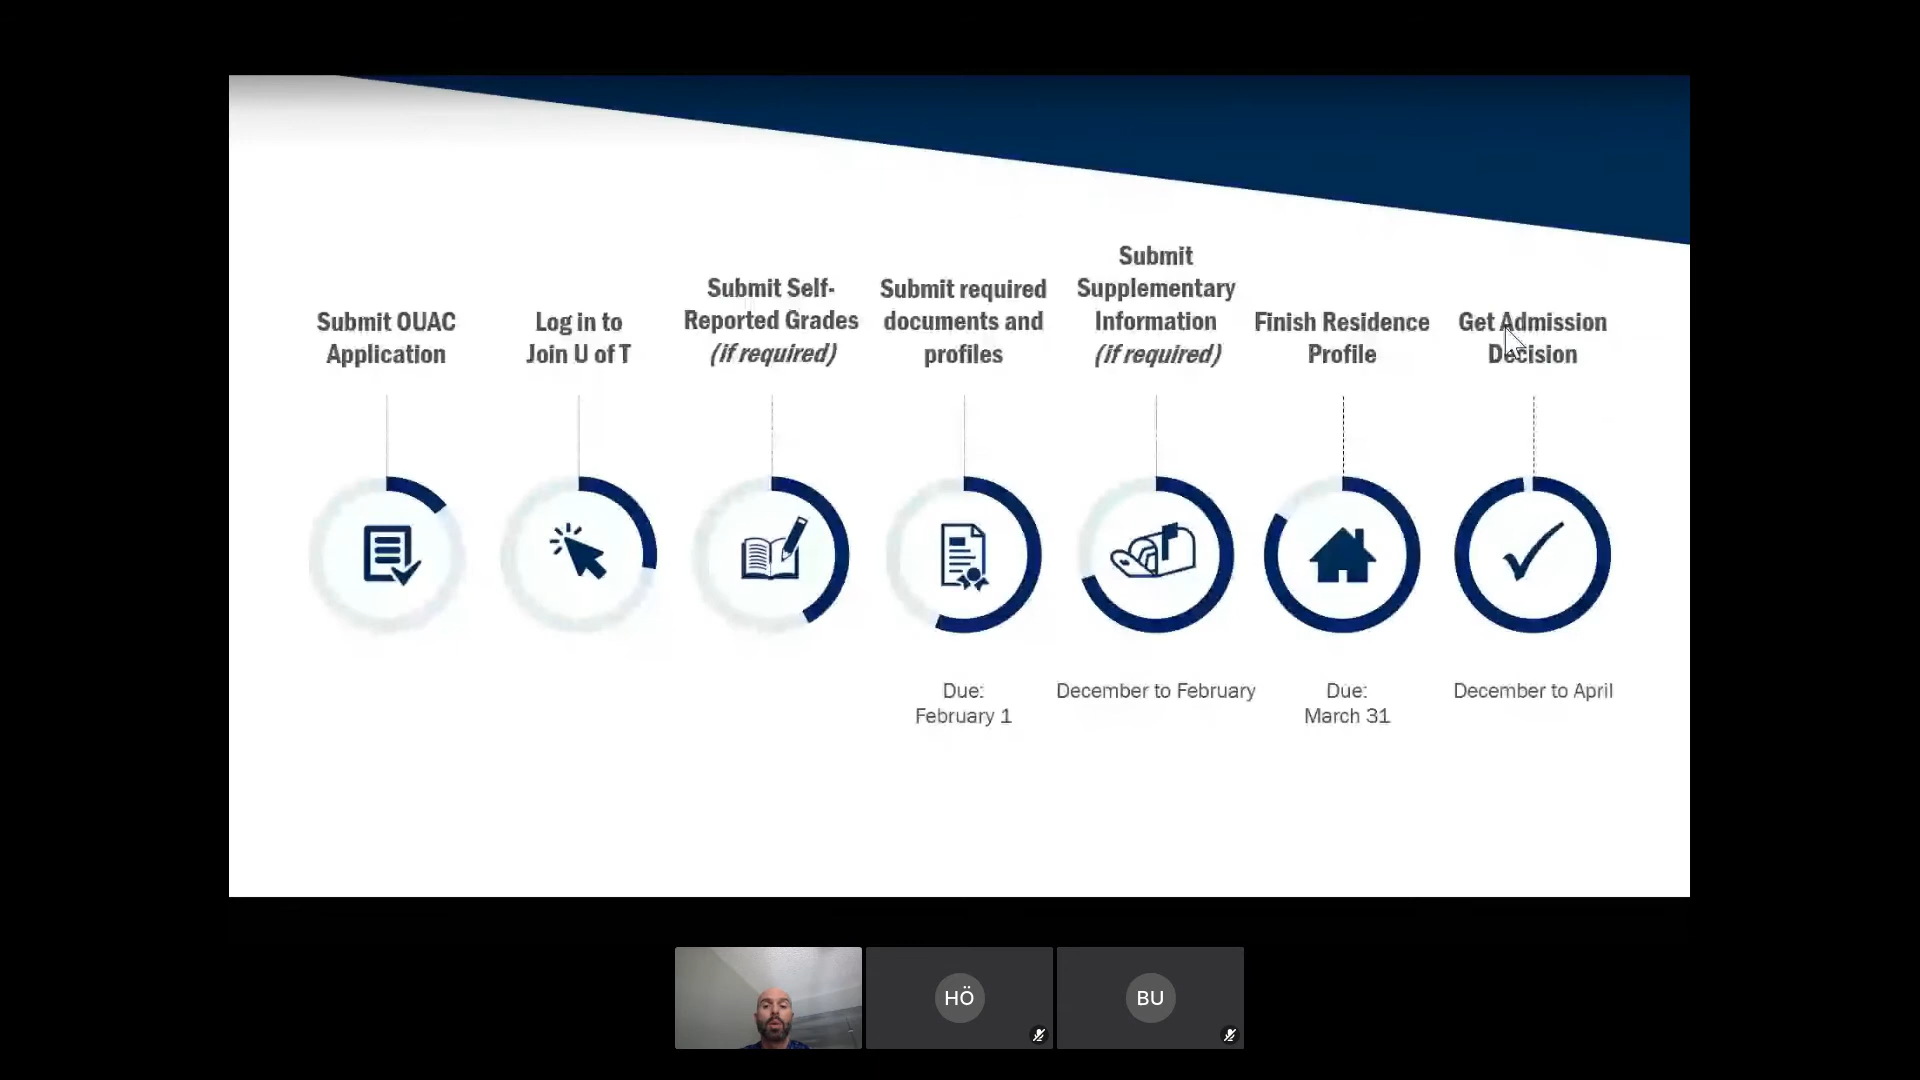 Submit OUAC
Application
Log in to
Join U of T
Submit Self-
Reported Grades
(if required)
Submit required
documents and
profiles
Submit
Supplementary
Information
(if required)
Finish Residence
Profile
Get Admission
Decision
Due:
February 1
December to February
Due:
March 31
December to April
HÖ
BU